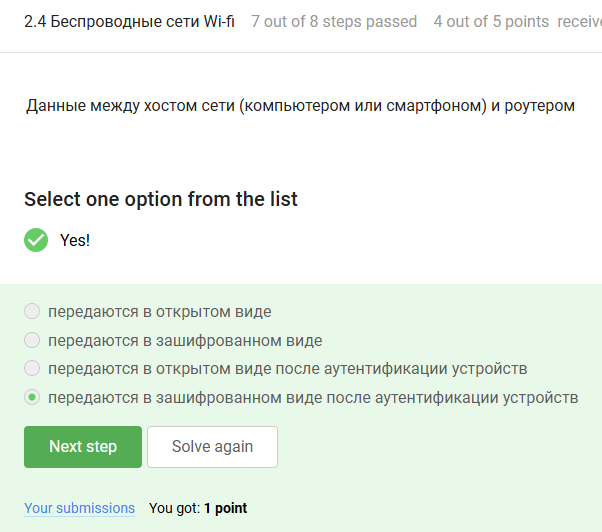 2.4 Беспроводные сети Wi-fi 7 out of 8 steps passed 4 out of 5 points receive
Данные между хостом сети (компьютером или смартфоном) и роутером
Select one option from the list
Yes!
передаются в открытом виде
передаются в зашифрованном виде
передаются в открытом виде после аутентификации устройств
передаются в зашифрованном виде после аутентификации устройств
Next step Solve again
Your submissions You got: 1 point